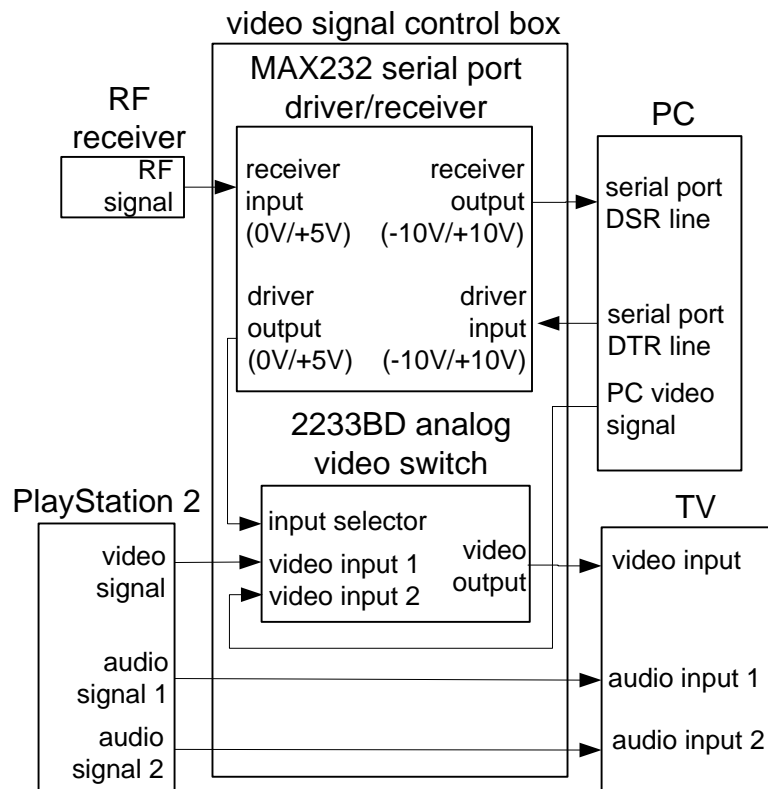 video signal control box
MAX232 serial port
driver/receiver
RF
receiver
RF
signal
receiver
input
(0V/+5V)
receiver
output
(-10V/+10V)
driver
output
(0V/+5V)
driver
input
(-10V/+10V)
PC
serial port
DSR line
serial port
DTR line
PC video
signal
2233BD analog
video switch
input selector
video input 1
video input 2
video
output
PlayStation 2
video
signal
audio
signal 1
audio
signal 2
TV
video input
audio input 1
audio input 2